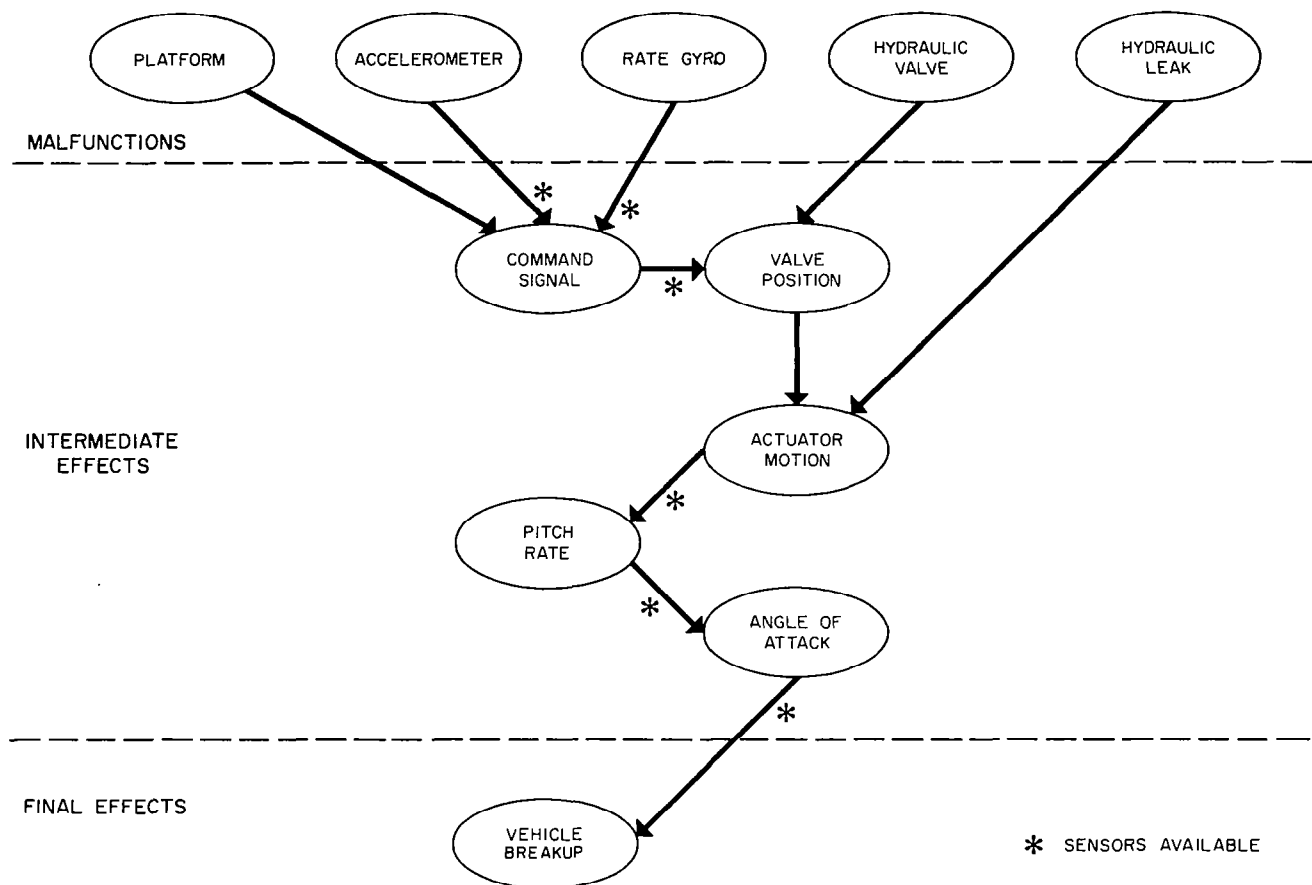 PLATFORM
ACCELEROMETER
RATE GYRO
HYDRAULIC
VALVE
HYDRAULIC
LEAK
MALFUNCTIONS
*
*
COMMAND
SIGNAL
*
VALVE
POSITION
INTERMEDIATE
EFFECTS
ACTUATOR
MOTION
*
PITCH
RATE
*
ANGLE OF
ATTACK
*
FINAL EFFECTS
VEHICLE
BREAKUP
* SENSORS AVAILABLE